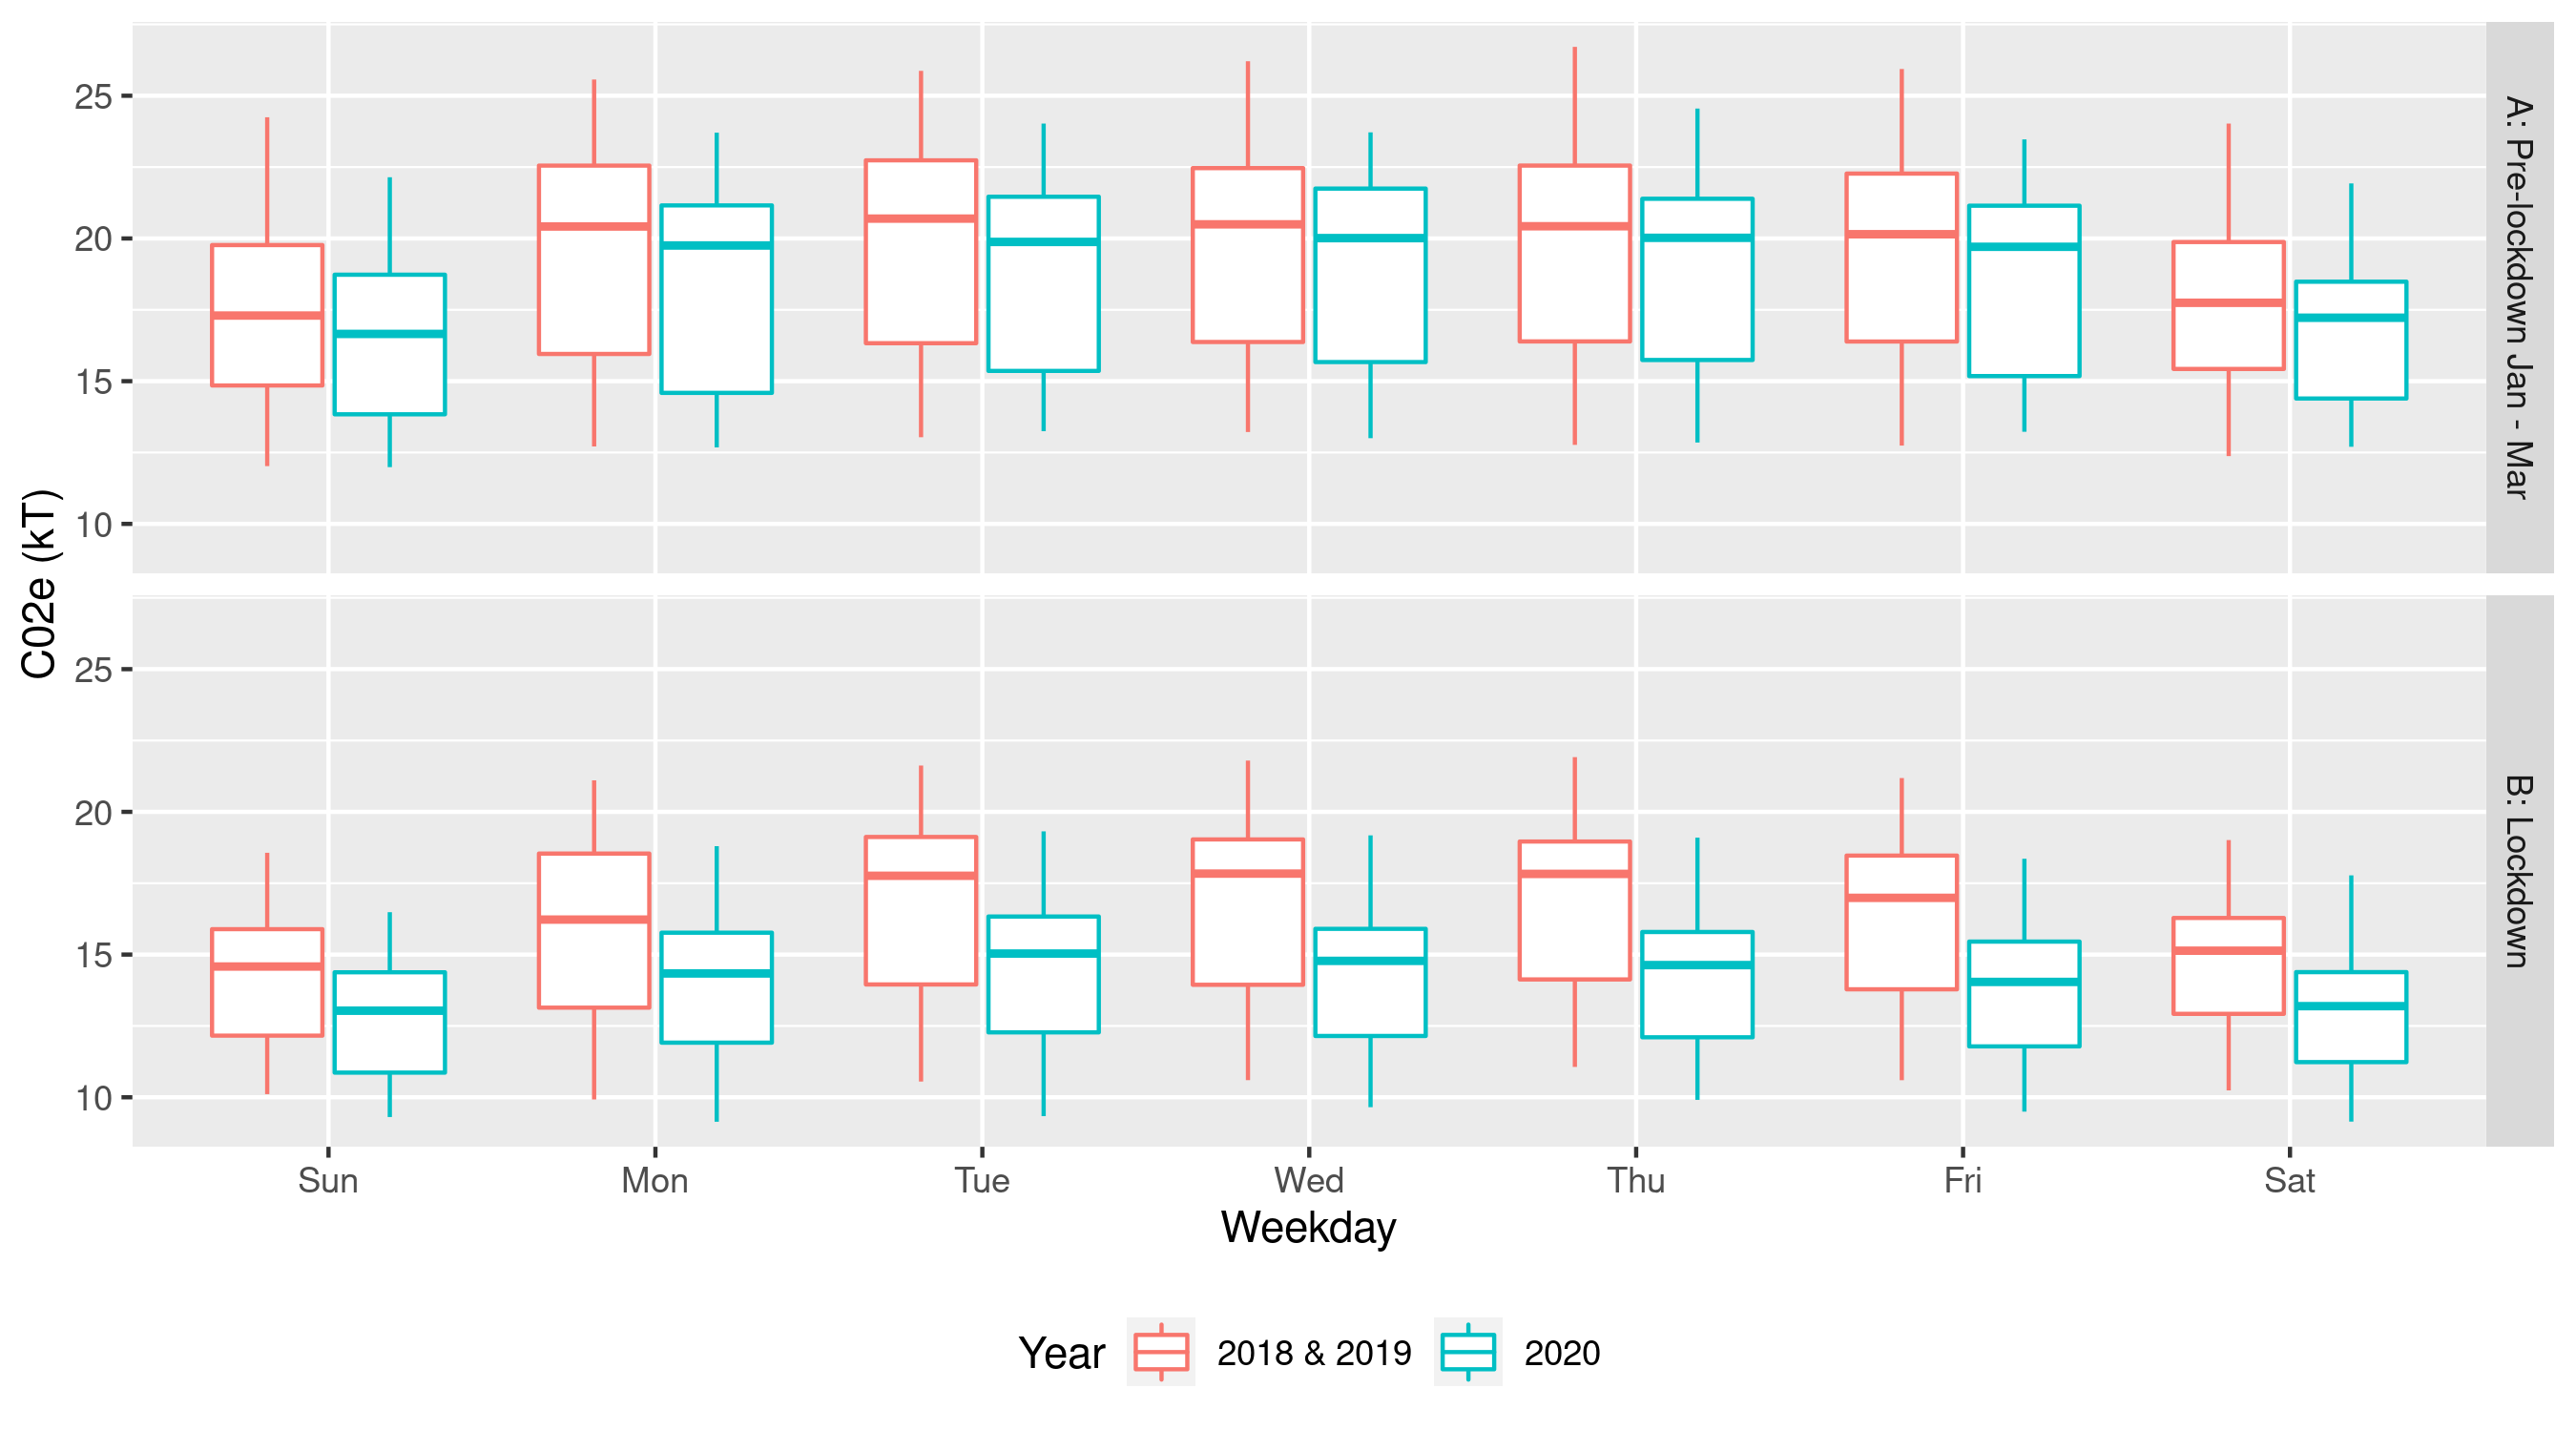 C02e (kT)
25
20
15
10
A: Pre-lockdown Jan - Mar
25
20
15
10
B: Lockdown
Sun Mon Tue Wed Thu Fri Sat
Weekday
Year 2018 & 2019 2020